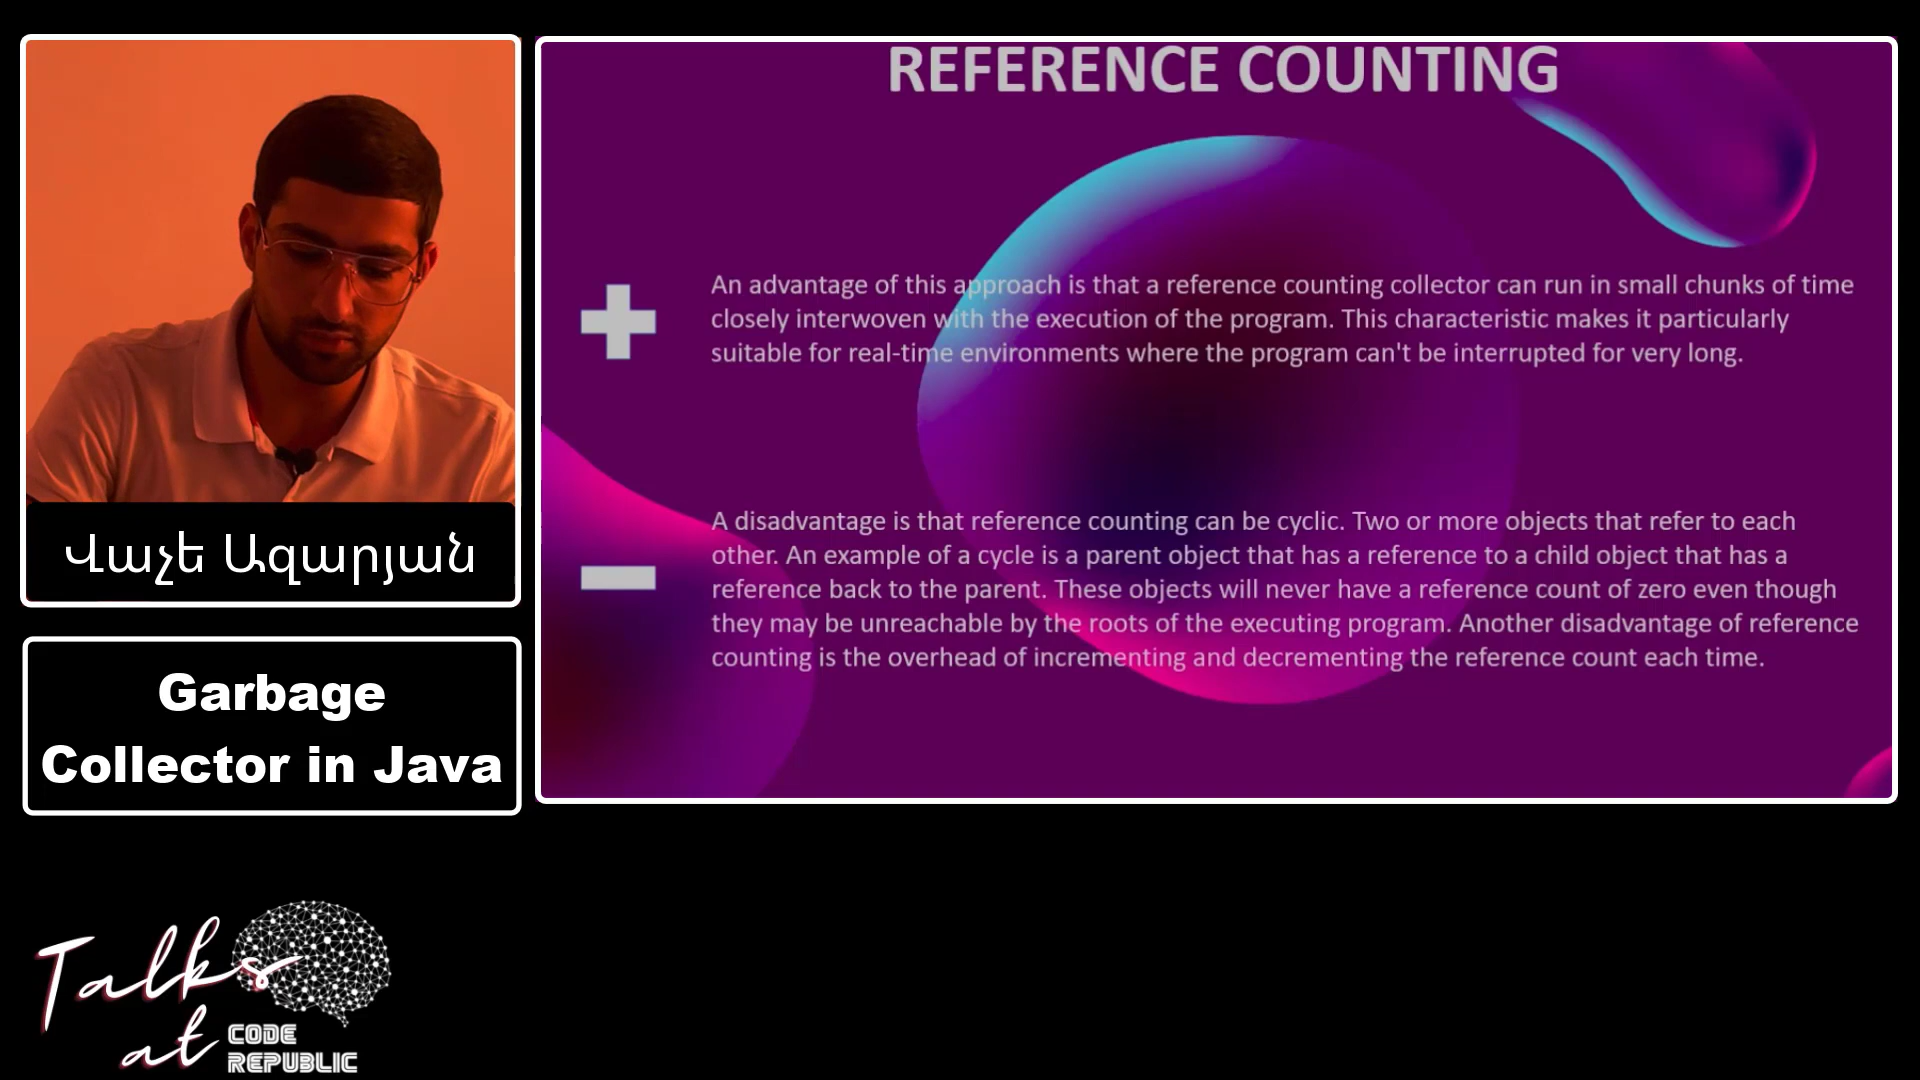 REFERENCE COUNTING
An advantage of this approach is that a reference counting collector can run in small chunks of time
closely interwoven with the execution of the program. This characteristic makes it particularly
suitable for real-time environments where the program can't be interrupted for very long.
A disadvantage is that reference counting can be cyclic. Two or more objects that refer to each
other. An example of a cycle is a parent object that has a reference to a child object that has a
reference back to the parent. These objects will never have a reference count of zero even though
they may be unreachable by the roots of the executing program. Another disadvantage of reference
counting is the overhead of incrementing and decrementing the reference count each time.
Վաչե Ազարյան
Garbage
Collector in Java
Talks
at
CODE
REPUBLIC